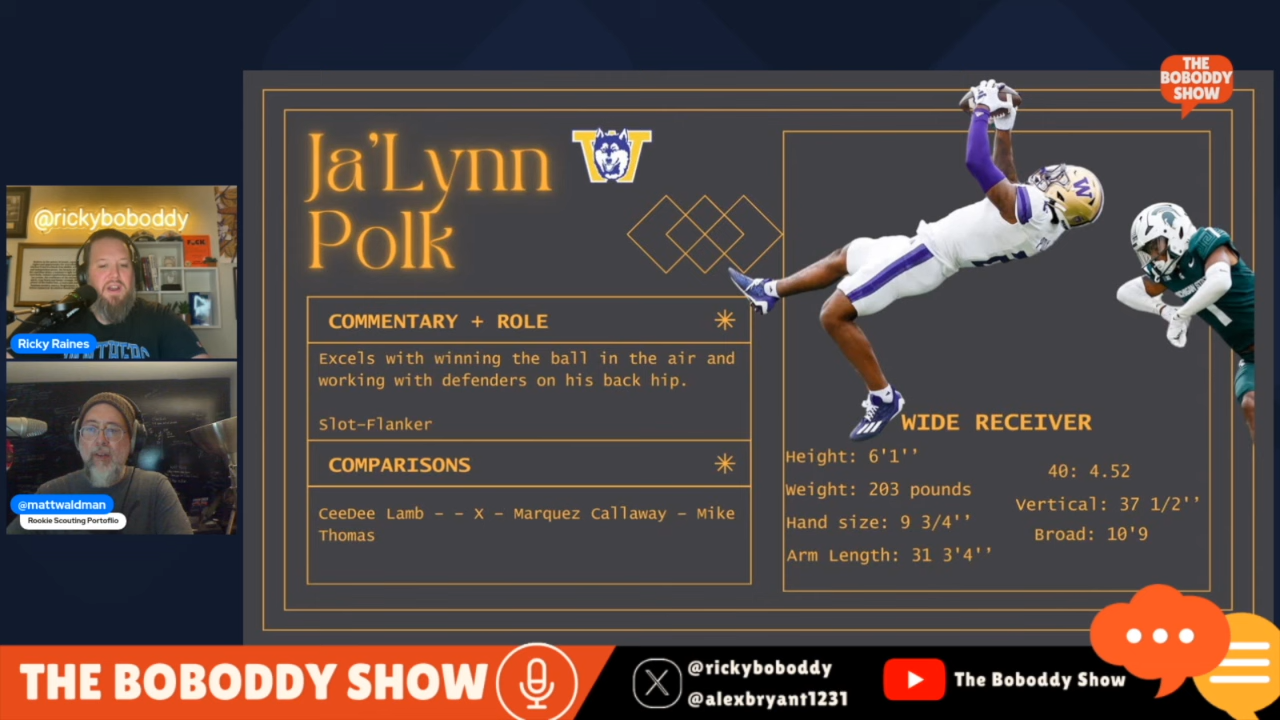 THE
BOBODDY
SHOW
Ja'Lynn
Polk
W
@rickyboboddy
Ricky Raines
@mattwaldman
Rookie Scouting Portoflio
COMMENTARY + ROLE
Excels with winning the ball in the air and
working with defenders on his back hip.
Slot-Flanker
COMPARISONS
CeeDee Lamb - - X - Marquez Callaway - Mike
Thomas
WIDE RECEIVER
Height: 6'1''
Weight: 203 pounds
Hand size: 9 3/4''
Arm Length: 31 3'4''
40: 4.52
Vertical: 37 1/2''
Broad: 10'9
THE BOBODDY SHOW
@rickyboboddy
@alexbryant1231
The Boboddy Show